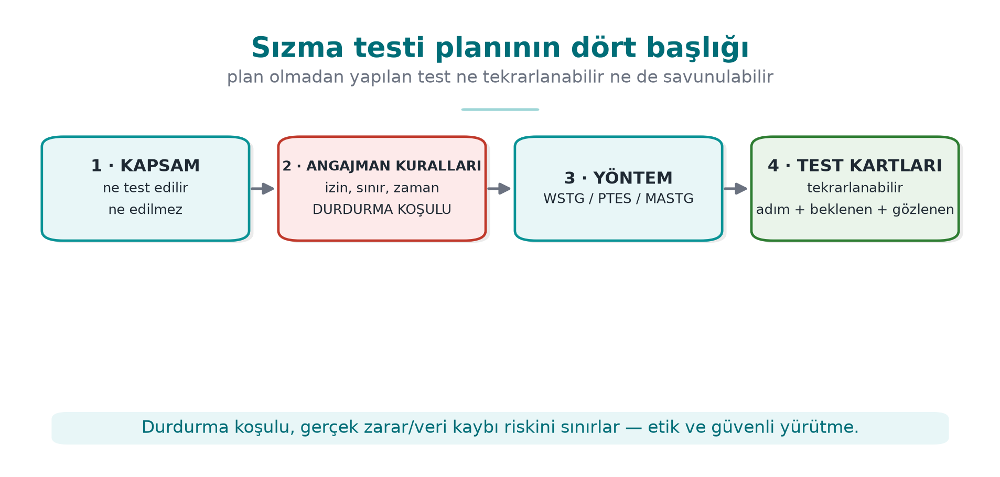 Sızma testi planının dört başlığı
plan olmadan yapılan test ne tekrarlanabilir ne de savunulabilir
1 · KAPSAM
ne test edilir
ne edilmez
2 · ANGAJMAN KURALLARI
izin, sınır, zaman
DURDURMA KOŞULU
3 · YÖNTEM
WSTG / PTES / MASTG
4 · TEST KARTLARI
tekrarlanabilir
adım + beklenen + gözlenen
Durdurma koşulu, gerçek zarar/veri kaybı riskini sınırlar — etik ve güvenli yürütme.